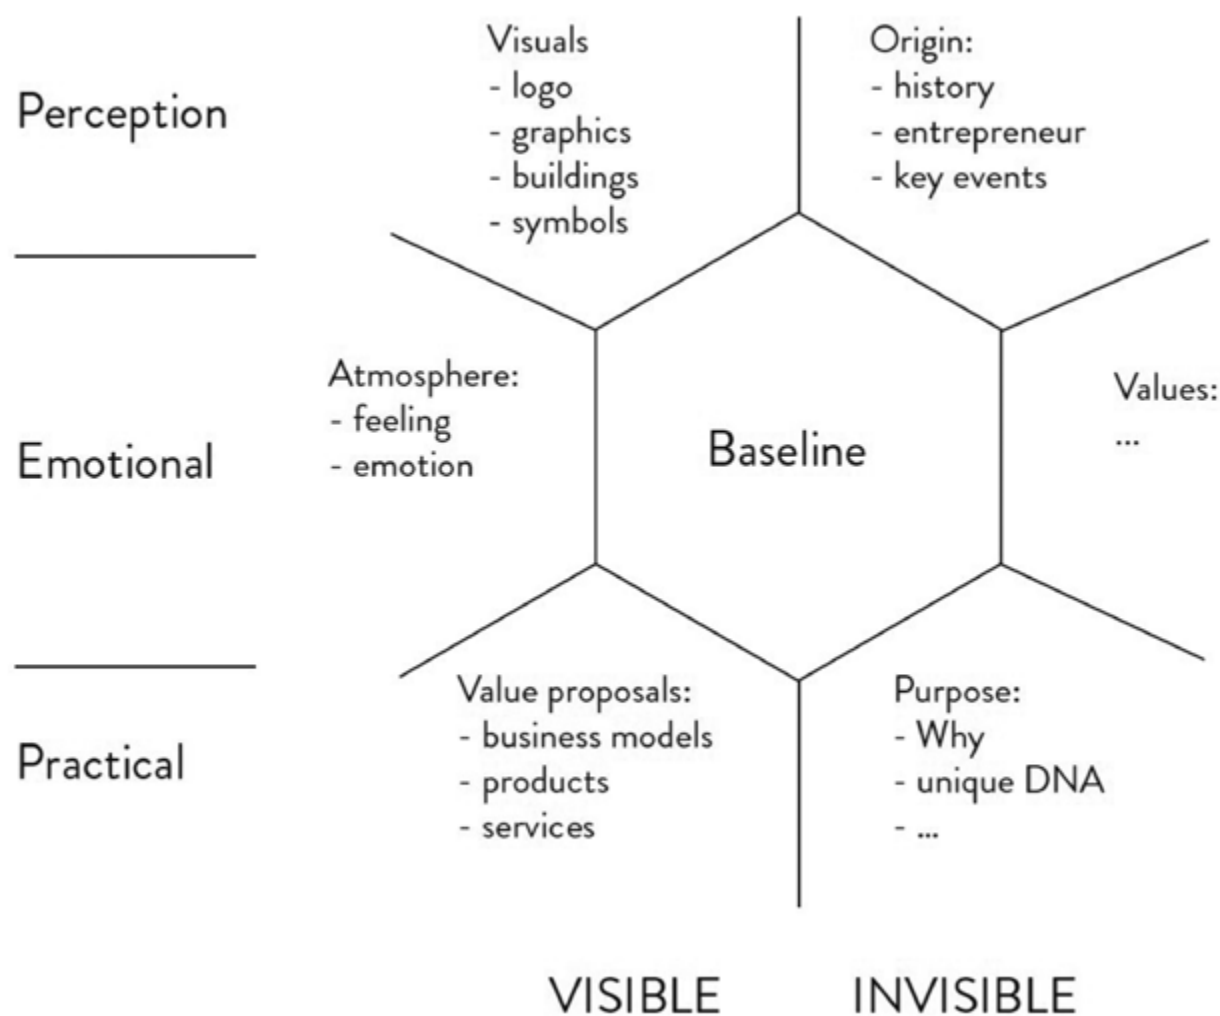 Perception
Visuals
- logo
- graphics
- buildings
- symbols
Origin:
- history
- entrepreneur
- key events
Emotional
Atmosphere:
- feeling
- emotion
Baseline
Values:
...
Practical
Value proposals:
- business models
- products
- services
Purpose:
- Why
- unique DNA
- ...
VISIBLE
INVISIBLE